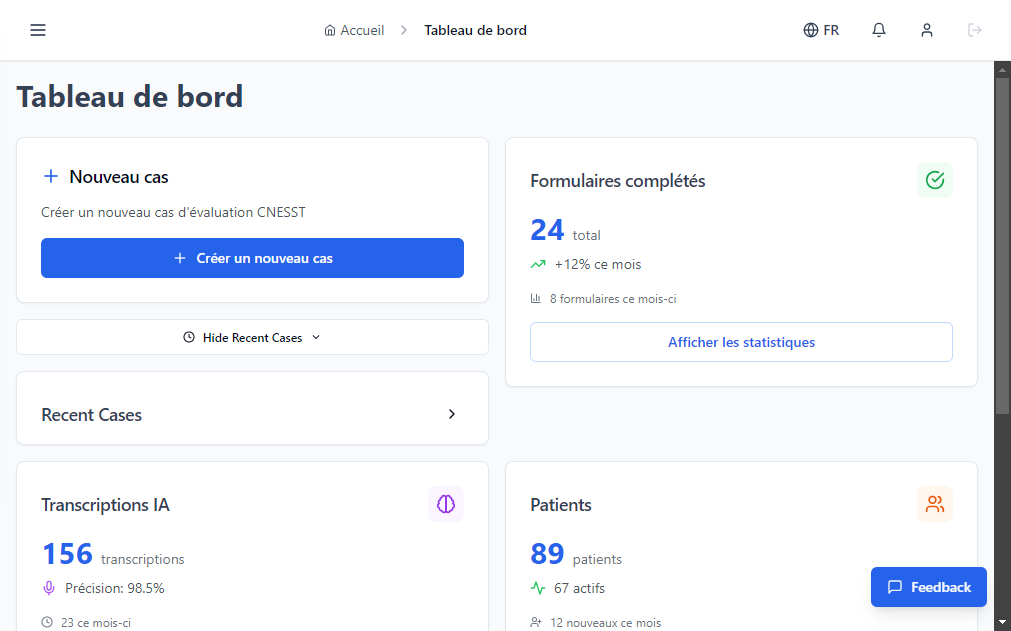 Accueil > Tableau de bord
FR
Tableau de bord
Nouveau cas
Créer un nouveau cas d'évaluation CNESST
+ Créer un nouveau cas
Hide Recent Cases
Recent Cases
Formulaires complétés
24 total
+12% ce mois
8 formulaires ce mois-ci
Afficher les statistiques
Transcriptions IA
156 transcriptions
Précision: 98.5%
23 ce mois-ci
Patients
89 patients
67 actifs
12 nouveaux ce mois
Feedback